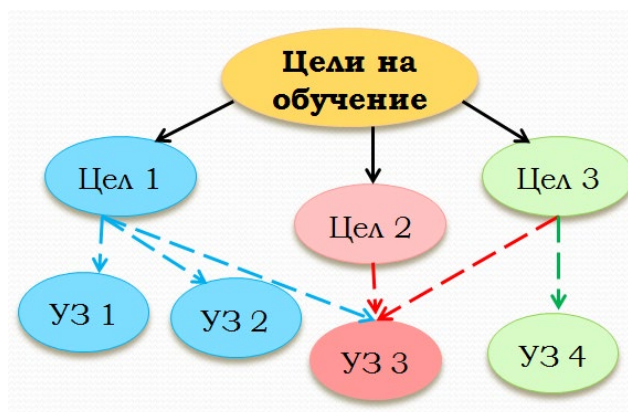 Цели на
обучение
Цел 1
Цел 2
Цел 3
УЗ 1
УЗ 2
УЗ 3
УЗ 4